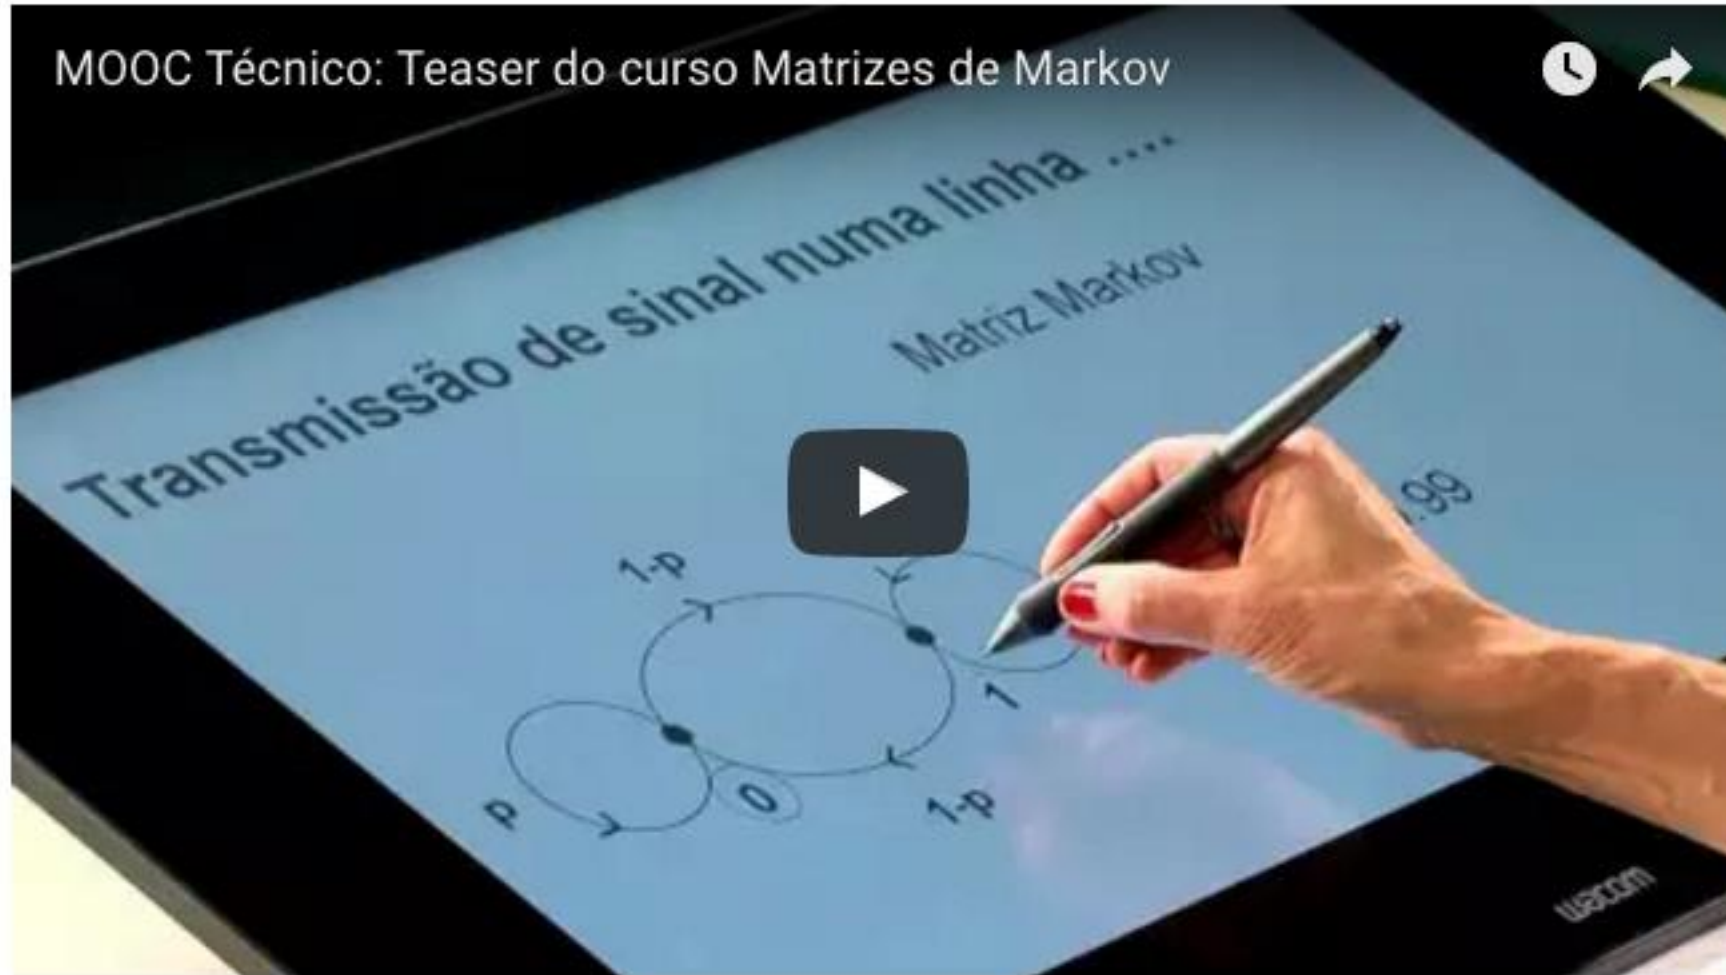 MOOC Técnico: Teaser do curso Matrizes de Markov
Transmissão de sinal numa linha ....
Matriz Markov
.99
1-p
1
p
0
1-p
wacom